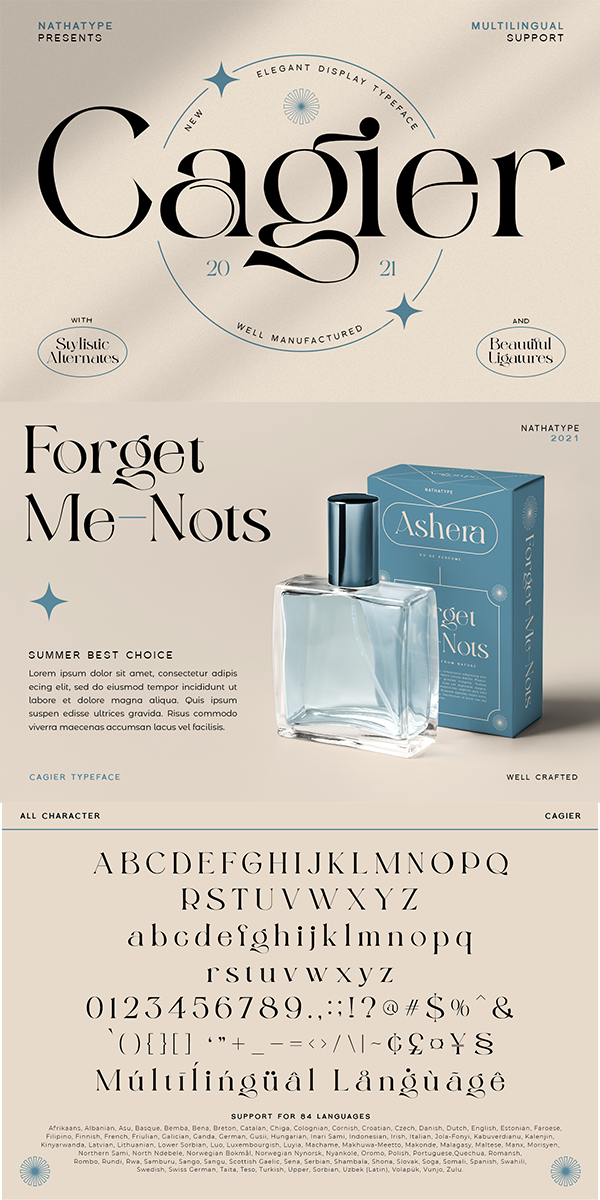 NATHATYPE
PRESENTS
MULTILINGUAL
SUPPORT
NEW
ELEGANT DISPLAY TYPEFACE
Cagier
20 21
WELL MANUFACTURED
WITH
Stylistic
Alternates
AND
Beautiful
Ligatures
Forget
Me-Nots
NATHATYPE
2021
NATHATYPE
Ashera
EU DE PERFUME
rget
Nots
Forget Me-Nots
SUMMER BEST CHOICE
Lorem ipsum dolor sit amet, consectetur adipis
ecing elit, sed do eiusmod tempor incididunt ut
labore et dolore magna aliqua. Quis ipsum
suspen edisse ultrices gravida. Risus commodo
viverra maecenas accumsan lacus vel facilisis.
CAGIER TYPEFACE
WELL CRAFTED
ALL CHARACTER
CAGIER
ABCDEFGHIJKLMNOPQ
RSTUVWXYZ
abcdefghijklmnopq
rstuvwxyz
0123456789.,:;!?@#$%^&
`(){}[] ‘"+_–=<>/\|~¢£¤¥§
Múltīĺińgüâl Långùãgê
SUPPORT FOR 84 LANGUAGES
Afrikaans, Albanian, Asu, Basque, Bemba, Bena, Breton, Catalan, Chiga, Colognian, Cornish, Croatian, Czech, Danish, Dutch, English, Estonian, Faroese,
Filipino, Finnish, French, Friulian, Galician, Ganda, German, Gusii, Hungarian, Inari Sami, Indonesian, Irish, Italian, Jola-Fonyi, Kabuverdianu, Kalenjin,
Kinyarwanda, Latvian, Lithuanian, Lower Sorbian, Luo, Luxembourgish, Luyia, Machame, Makhuwa-Meetto, Makonde, Malagasy, Maltese, Manx, Morisyen,
Northern Sami, North Ndebele, Norwegian Bokmål, Norwegian Nynorsk, Nyankole, Oromo, Polish, Portuguese,Quechua, Romansh,
Rombo, Rundi, Rwa, Samburu, Sango, Sangu, Scottish Gaelic, Sena, Serbian, Shambala, Shona, Slovak, Soga, Somali, Spanish, Swahili,
Swedish, Swiss German, Taita, Teso, Turkish, Upper, Sorbian, Uzbek (Latin), Volapük, Vunjo, Zulu.